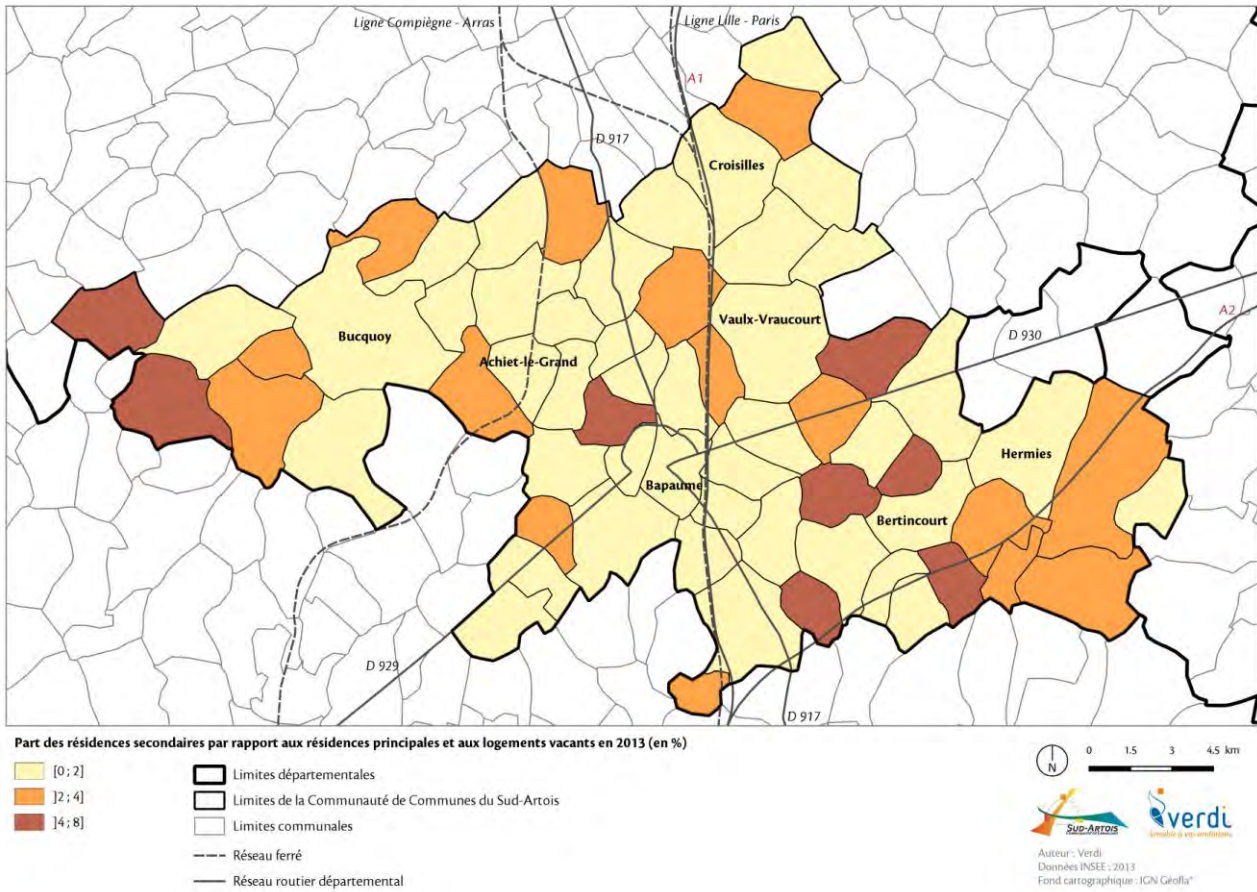 Ligne Compiègne - Arras
Ligne Lille - Paris
A1
D 917
Croisilles
Vaulx-Vraucourt
A2
D 930
Bucquoy
Achiet-le-Grand
Hermies
Bapaume
Bertincourt
D 929
D 917
Part des résidences secondaires par rapport aux résidences principales et aux logements vacants en 2013 (en %)
[0 ; 2]
]2 ; 4]
]4 ; 8]
Limites départementales
Limites de la Communauté de Communes du Sud-Artois
Limites communales
Réseau ferré
Réseau routier départemental
N
0 1.5 3 4.5 km
SUD-ARTOIS
verdi
Auteur : Verdi
Données INSEE ; 2013
Fond cartographique : IGN Géofla®